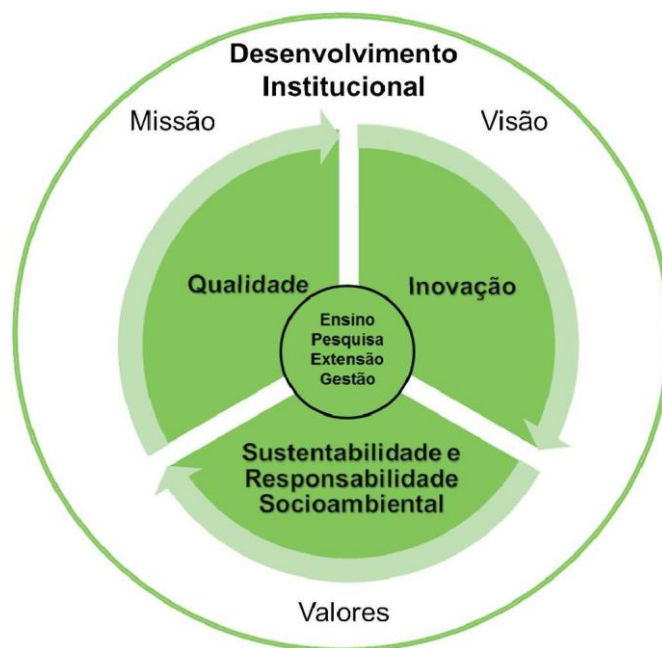 Desenvolvimento
Institucional
Missão
Visão
Qualidade
Inovação
Ensino
Pesquisa
Extensão
Gestão
Sustentabilidade e
Responsabilidade
Socioambiental
Valores